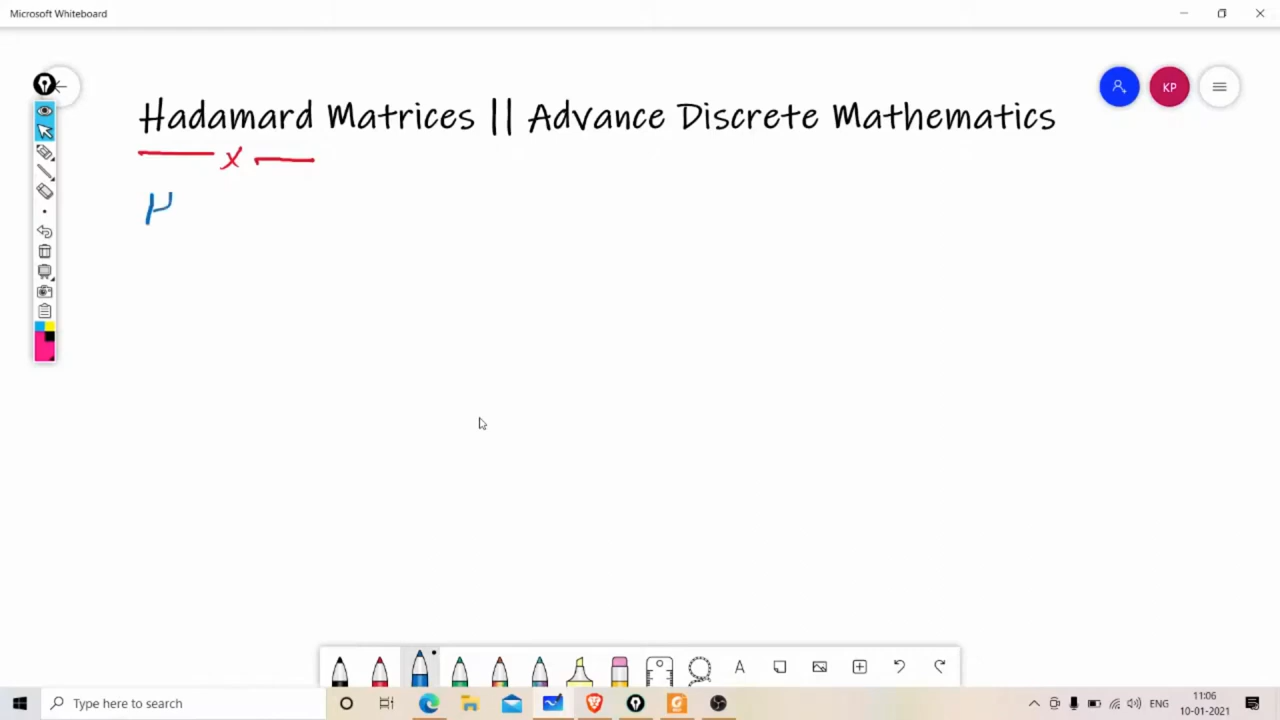 Microsoft Whiteboard
KP
Hadamard Matrices || Advance Discrete Mathematics
x
A
Type here to search
ENG
11:06
10-01-2021